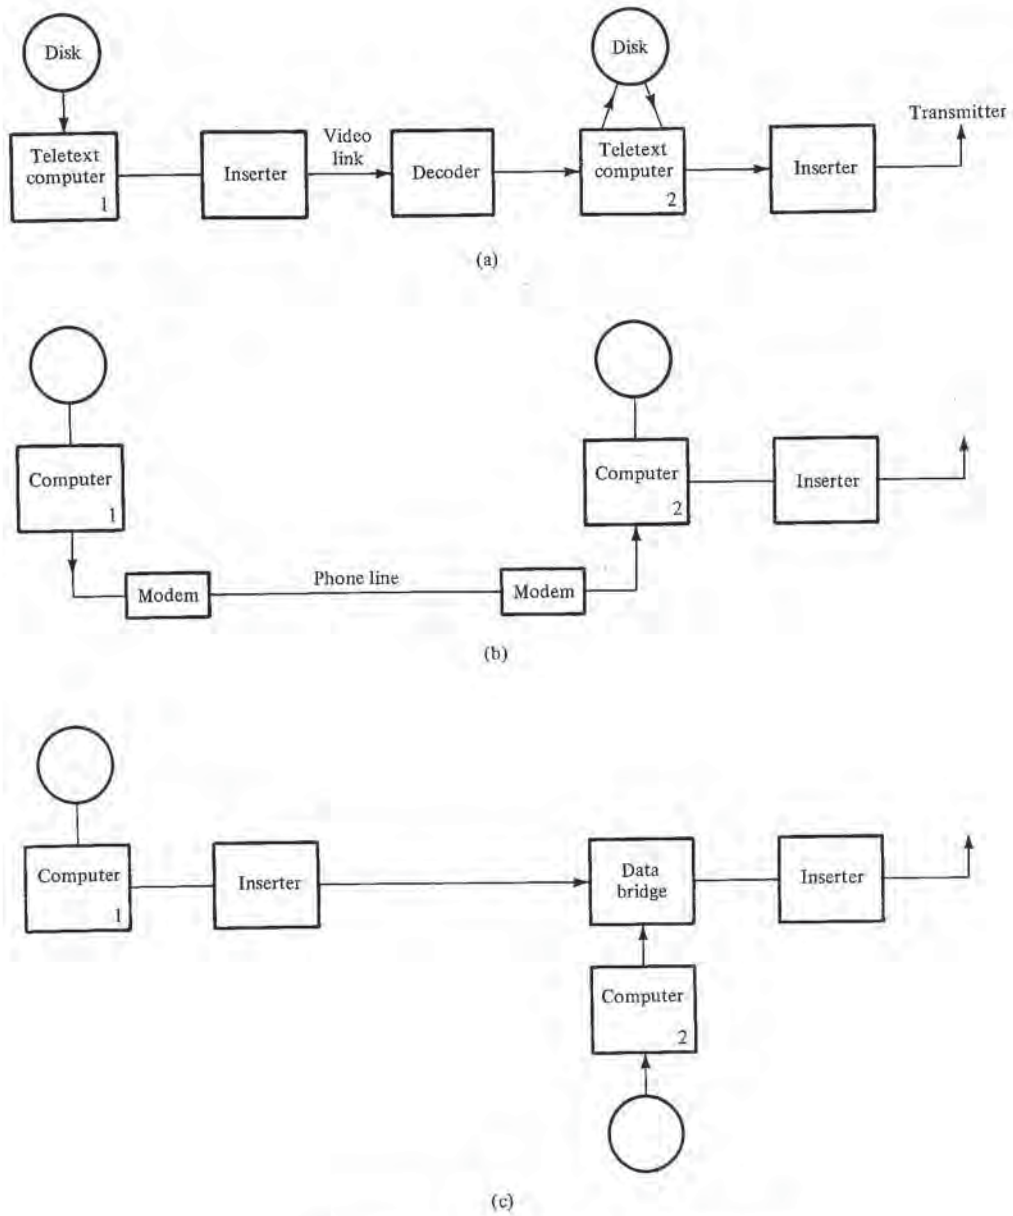 Disk
Disk
Transmitter
Teletext
computer
1
Inserter
Video
link
Decoder
Teletext
computer
2
Inserter
(a)
Computer
1
Computer
2
Inserter
Modem
Phone line
Modem
(b)
Computer
1
Inserter
Data
bridge
Inserter
Computer
2
(c)